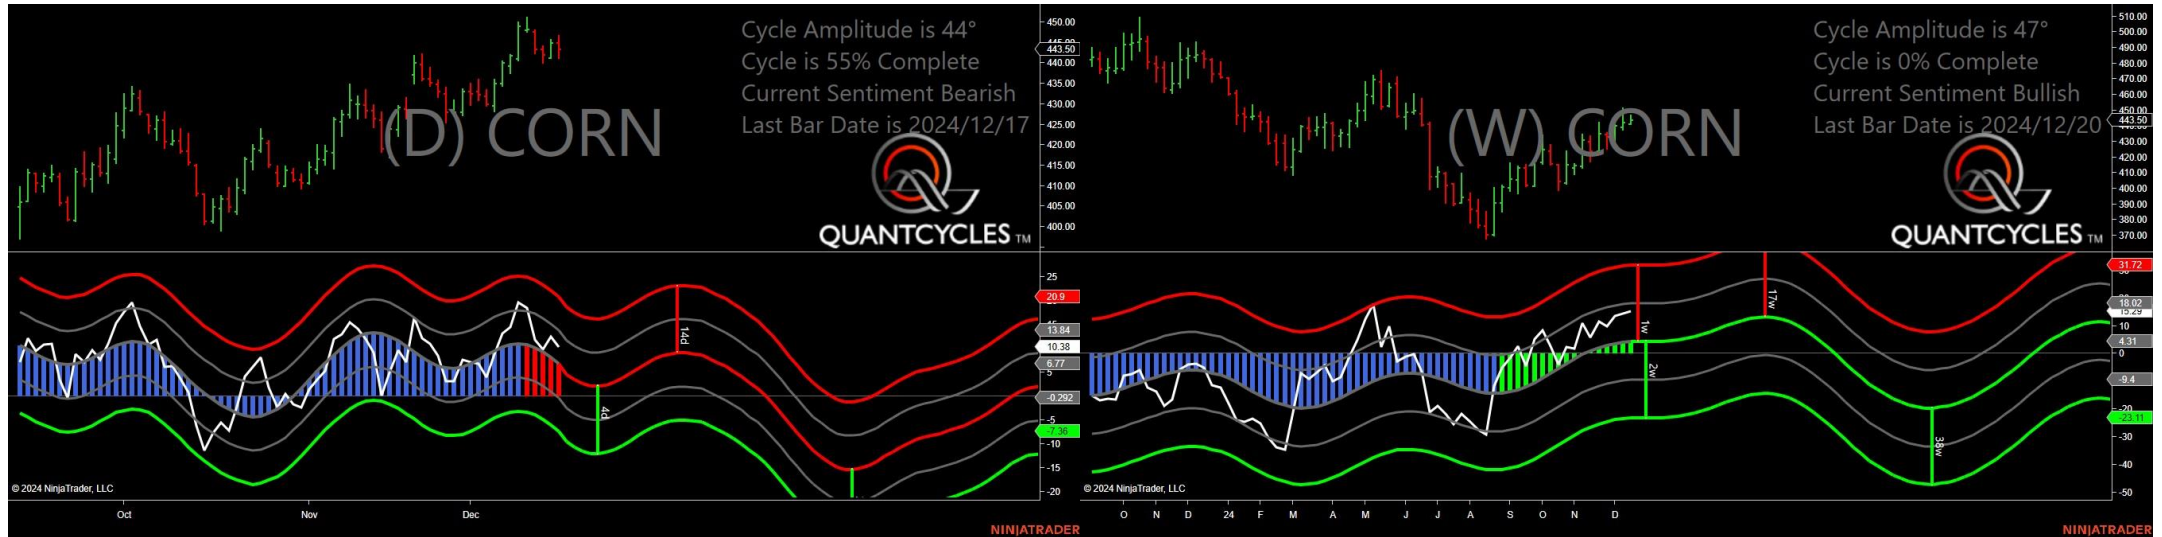 Cycle Amplitude is 44°
Cycle is 55% Complete
Current Sentiment Bearish
Last Bar Date is 2024/12/17
(D) CORN
QUANTCYCLES TM
450.00
443.50
440.00
435.00
430.00
425.00
420.00
415.00
410.00
405.00
400.00
25
20.9
13.84
10.38
6.77
5
-0.292
-5
-7.36
-10
-15
-20
14d
4d
© 2024 NinjaTrader, LLC
Oct Nov Dec
NINJATRADER
Cycle Amplitude is 47°
Cycle is 0% Complete
Current Sentiment Bullish
Last Bar Date is 2024/12/20
(W) CORN
QUANTCYCLES TM
510.00
500.00
490.00
480.00
470.00
460.00
450.00
443.50
430.00
420.00
410.00
400.00
390.00
380.00
370.00
31.72
18.02
15.29
10
4.31
0
-9.4
-20
-23.11
-30
-40
-50
1w
2w
17w
38w
© 2024 NinjaTrader, LLC
O N D 24 F M A M J J A S O N D
NINJATRADER